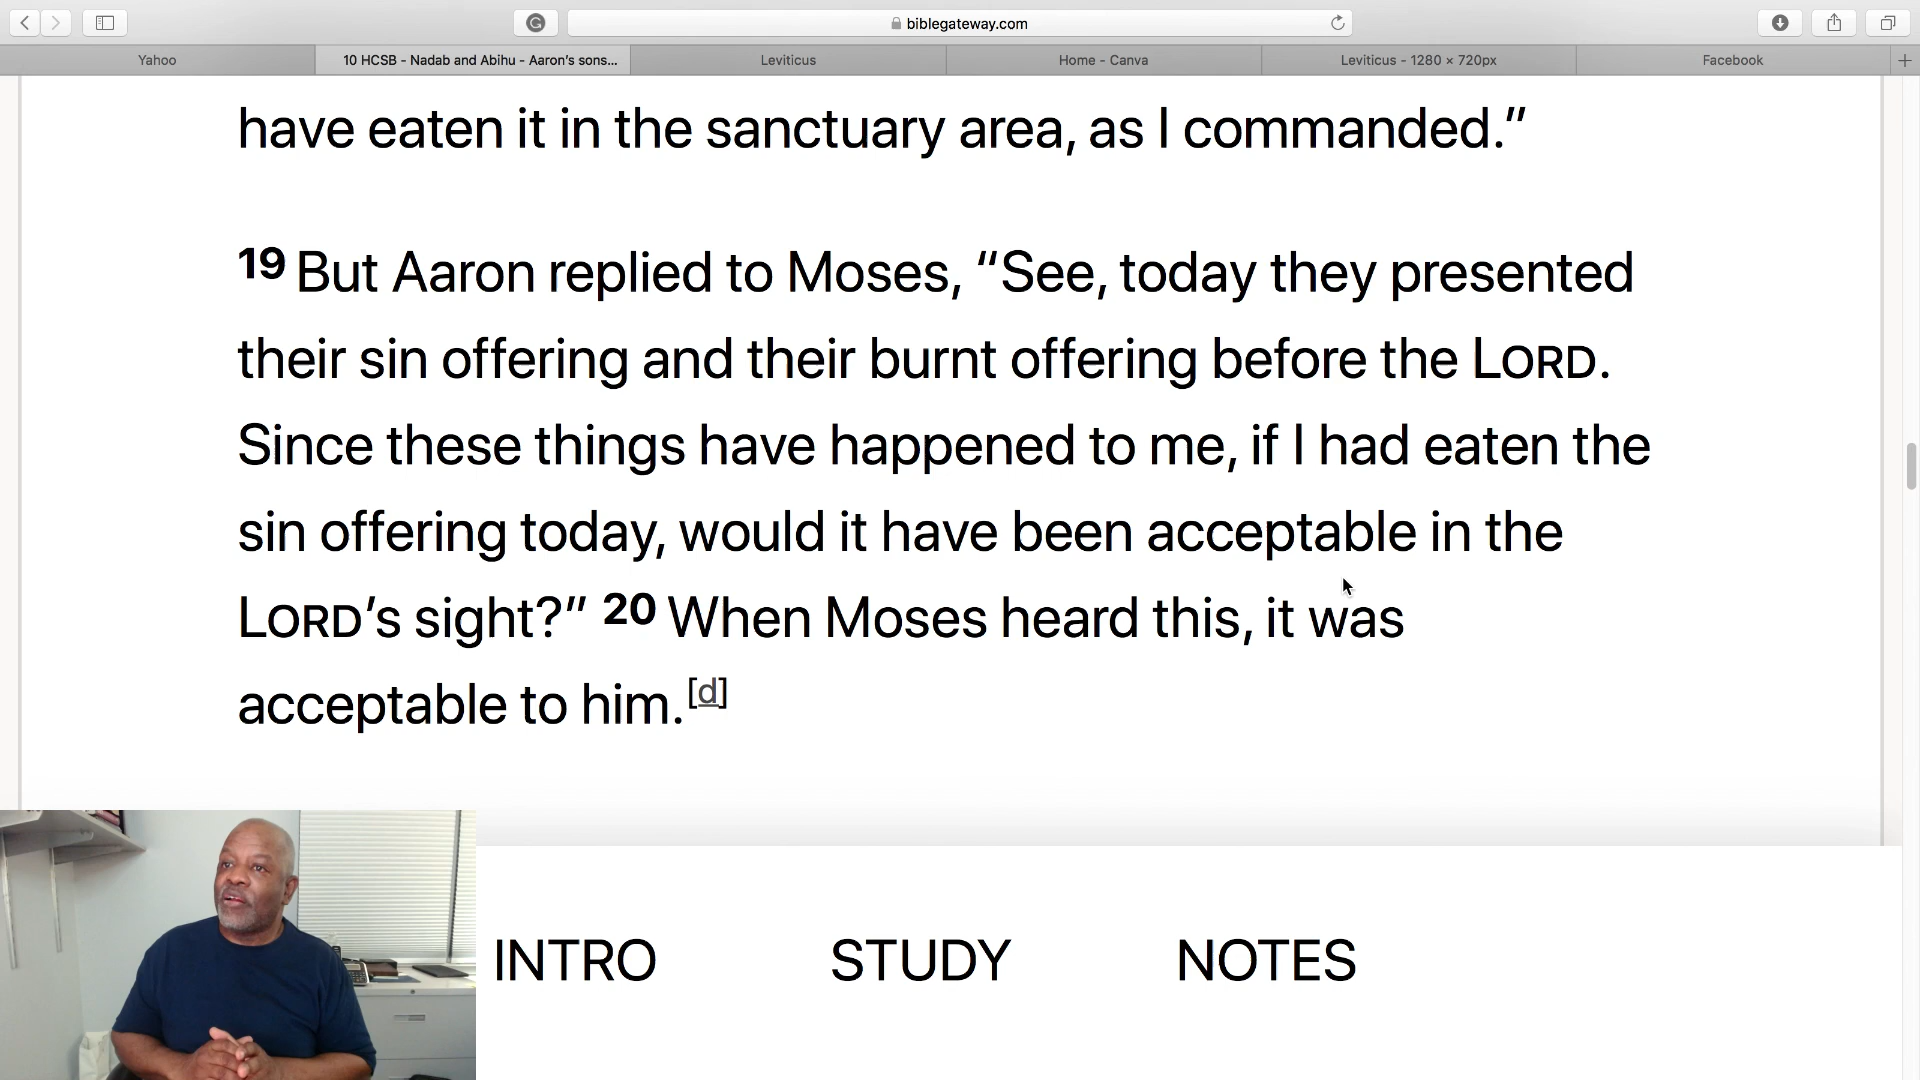 biblegateway.com
Yahoo
10 HCSB - Nadab and Abihu - Aaron's sons...
Leviticus
Home - Canva
Leviticus - 1280 × 720px
Facebook
have eaten it in the sanctuary area, as I commanded.”
19 But Aaron replied to Moses, “See, today they presented
their sin offering and their burnt offering before the LORD.
Since these things have happened to me, if I had eaten the
sin offering today, would it have been acceptable in the
LORD’s sight?” 20 When Moses heard this, it was
acceptable to him.[d]
INTRO STUDY NOTES